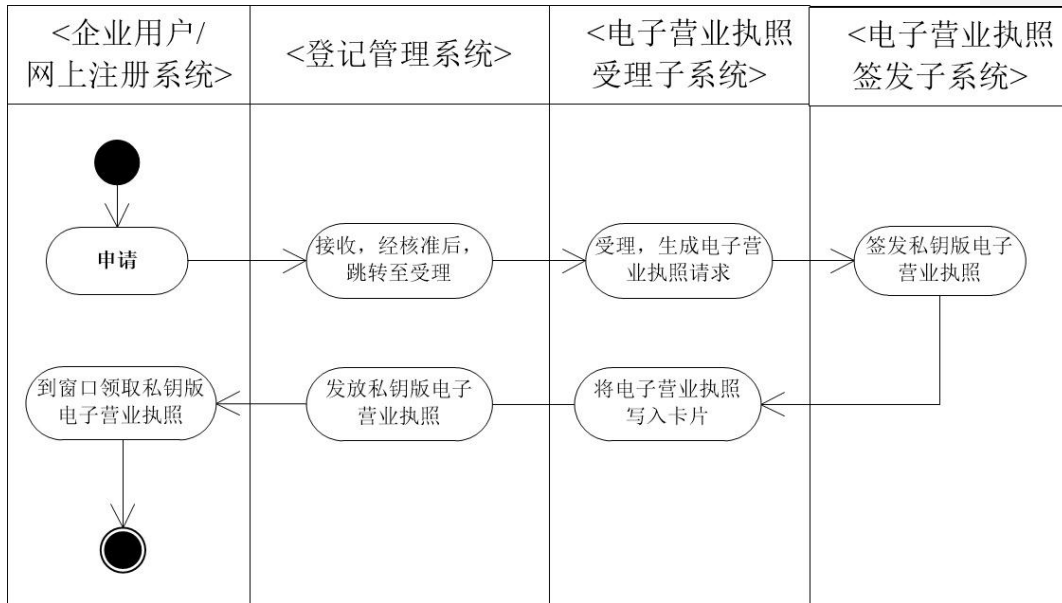 <企业用户/
网上注册系统>
<登记管理系统>
<电子营业执照
受理子系统>
<电子营业执照
签发子系统>
申请
接收，经核准后，
跳转至受理
受理，生成电子营
业执照请求
签发私钥版电子
营业执照
到窗口领取私钥版
电子营业执照
发放私钥版电子
营业执照
将电子营业执照
写入卡片